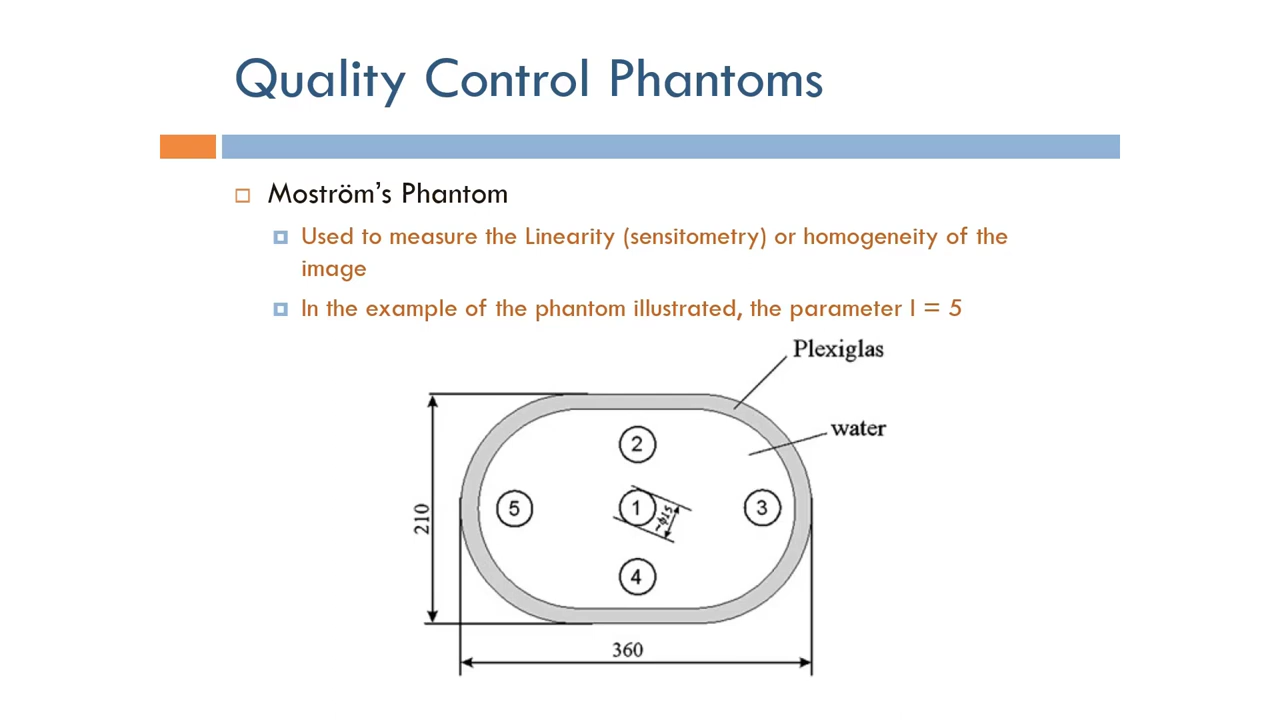 Quality Control Phantoms
Moström's Phantom
Used to measure the Linearity (sensitometry) or homogeneity of the
image
In the example of the phantom illustrated, the parameter I = 5
Plexiglas
water
2
5
1
~ϕ15
3
4
210
360